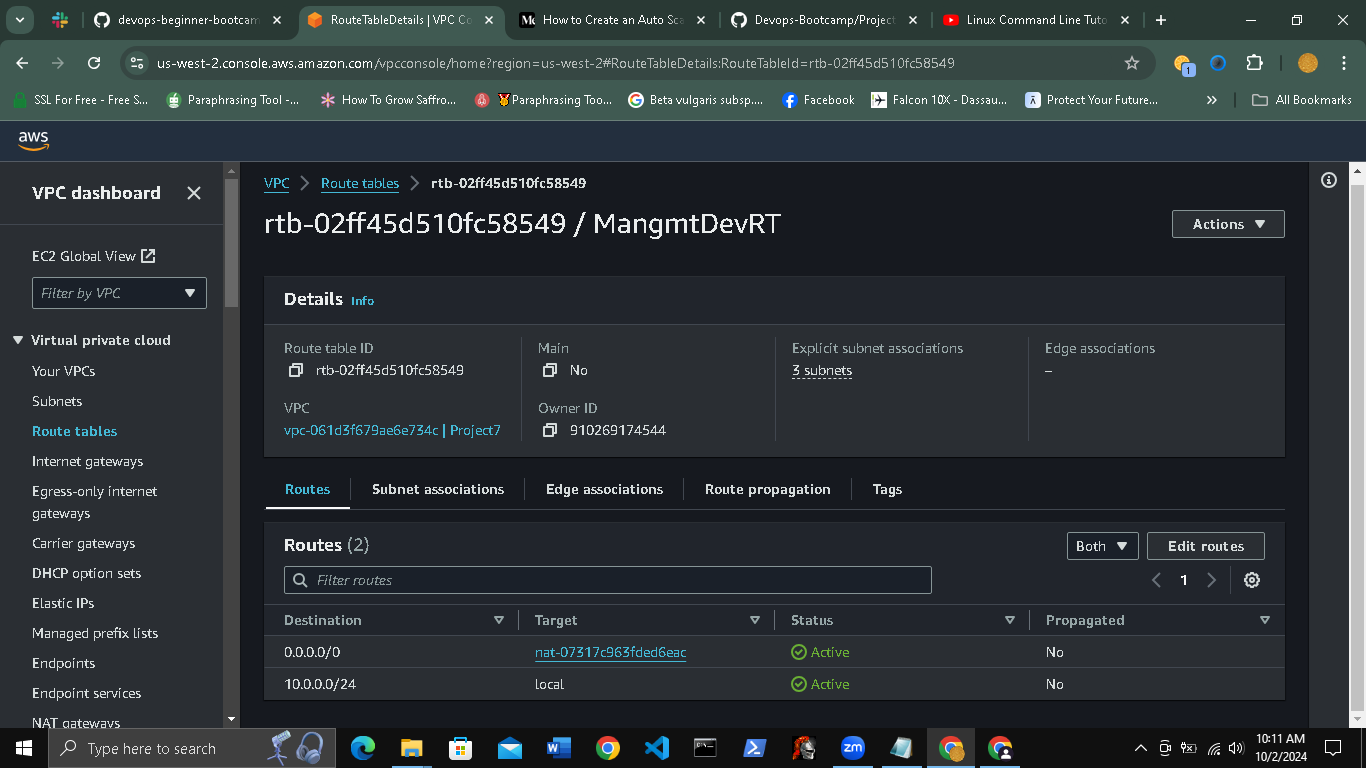 devops-beginner-bootcam
RouteTableDetails | VPC Co
How to Create an Auto Sca
Devops-Bootcamp/Project
Linux Command Line Tuto
us-west-2.console.aws.amazon.com/vpcconsole/home?region=us-west-2#RouteTableDetails:RouteTableId=rtb-02ff45d510fc58549
1
SSL For Free - Free S...
Paraphrasing Tool -...
How To Grow Saffro...
Paraphrasing Too...
Beta vulgaris subsp....
Facebook
Falcon 10X - Dassau...
Protect Your Future...
All Bookmarks
aws
VPC dashboard
EC2 Global View
Filter by VPC
Virtual private cloud
Your VPCs
Subnets
Route tables
Internet gateways
Egress-only internet
gateways
Carrier gateways
DHCP option sets
Elastic IPs
Managed prefix lists
Endpoints
Endpoint services
NAT gateways
VPC
Route tables
rtb-02ff45d510fc58549
rtb-02ff45d510fc58549 / MangmtDevRT
Actions
Details Info
Route table ID
rtb-02ff45d510fc58549
Main
No
Explicit subnet associations
3 subnets
Edge associations
–
VPC
vpc-061d3f679ae6e734c | Project7
Owner ID
910269174544
Routes
Subnet associations
Edge associations
Route propagation
Tags
Routes (2)
Both
Edit routes
Filter routes
1
Destination Target Status Propagated
0.0.0.0/0 nat-07317c963fded6eac Active No
10.0.0.0/24 local Active No
Type here to search
zm
10:11 AM
10/2/2024